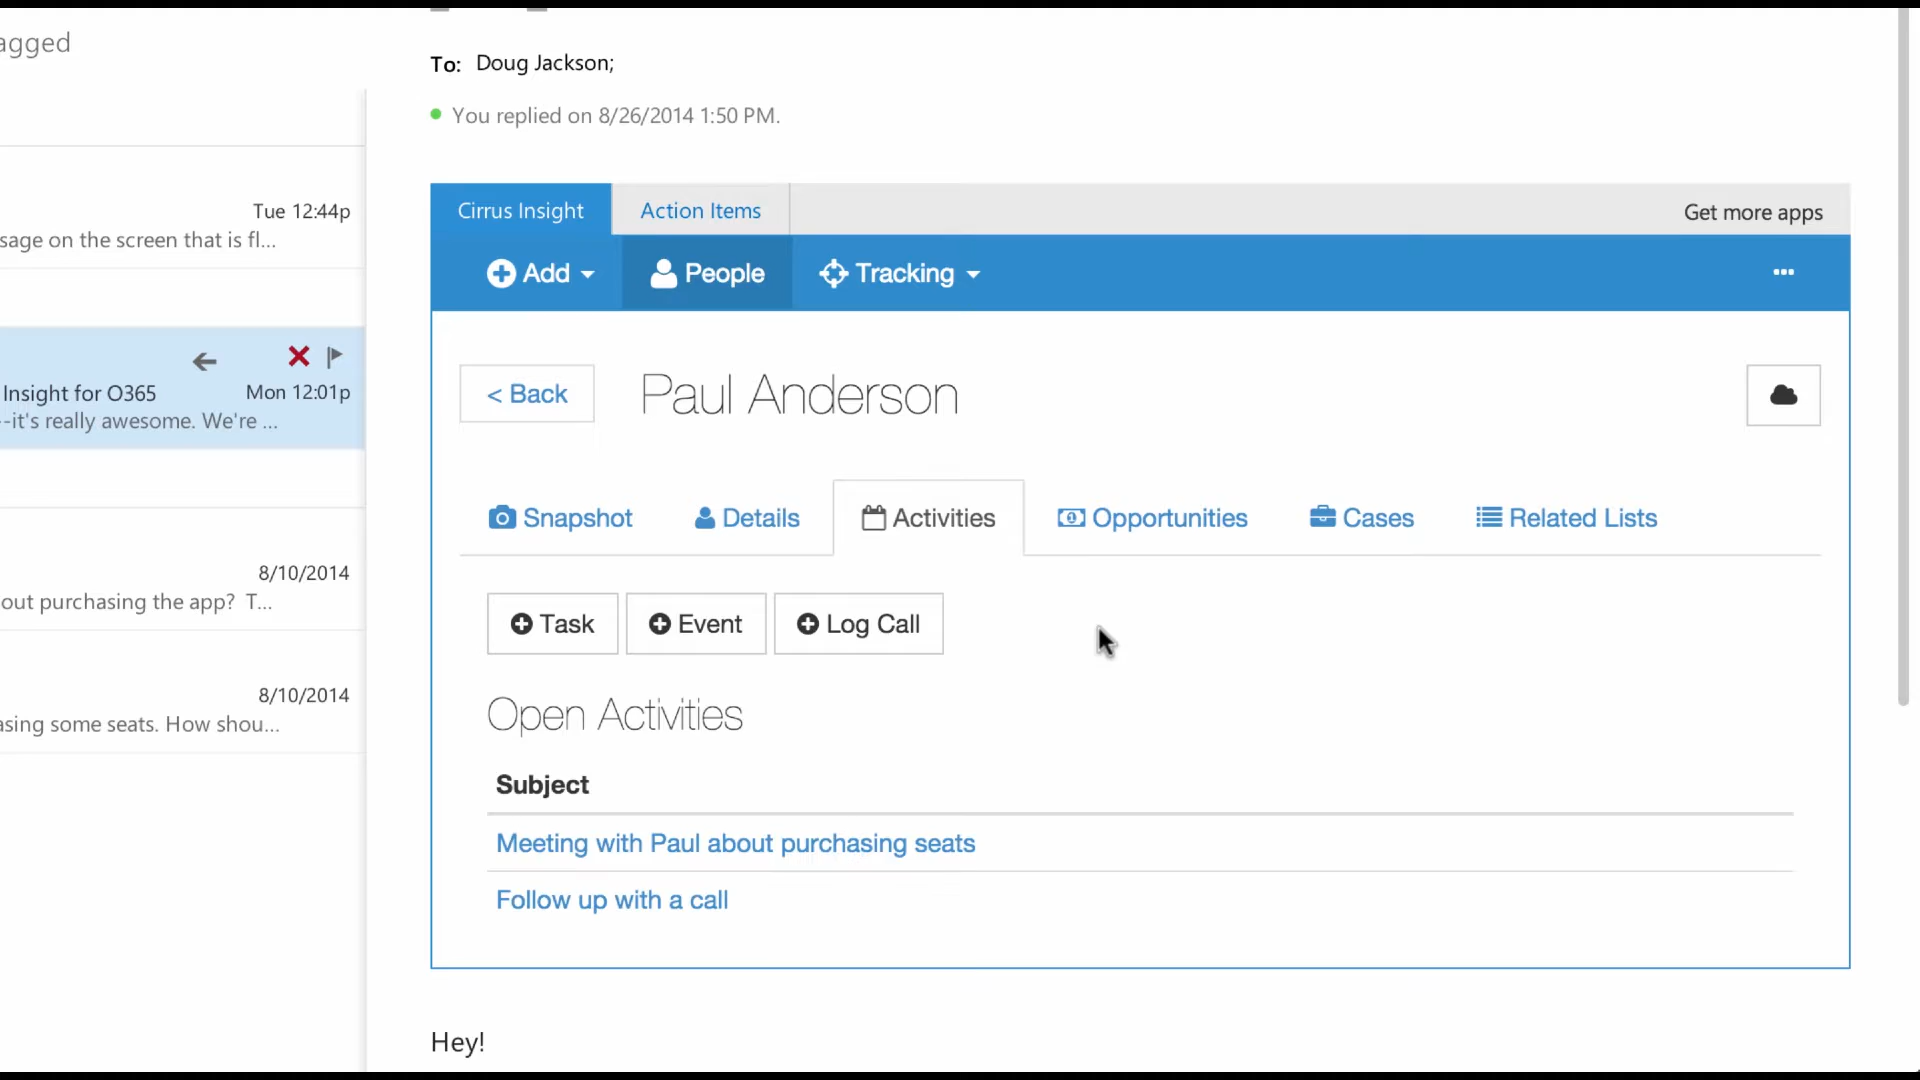 agged
Tue 12:44p
sage on the screen that is fl...
Insight for O365
Mon 12:01p
--it's really awesome. We're ...
8/10/2014
out purchasing the app? T...
8/10/2014
asing some seats. How shou...
To: Doug Jackson;
You replied on 8/26/2014 1:50 PM.
Cirrus Insight
Action Items
Get more apps
Add
People
Tracking
...
< Back
Paul Anderson
Snapshot
Details
Activities
Opportunities
Cases
Related Lists
Task
Event
Log Call
Open Activities
Subject
Meeting with Paul about purchasing seats
Follow up with a call
Hey!